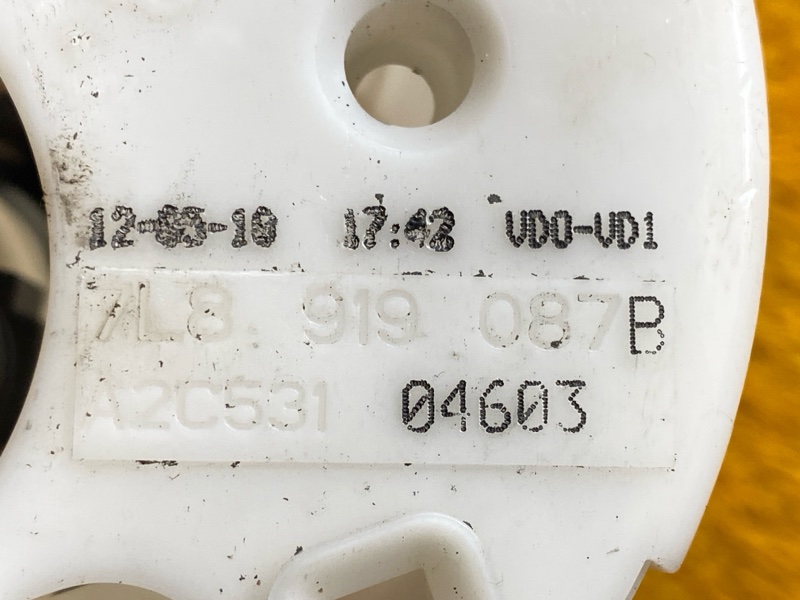 12-05-10 17:42 VDO-VD1
7L8 919 087B
A2C531 04603